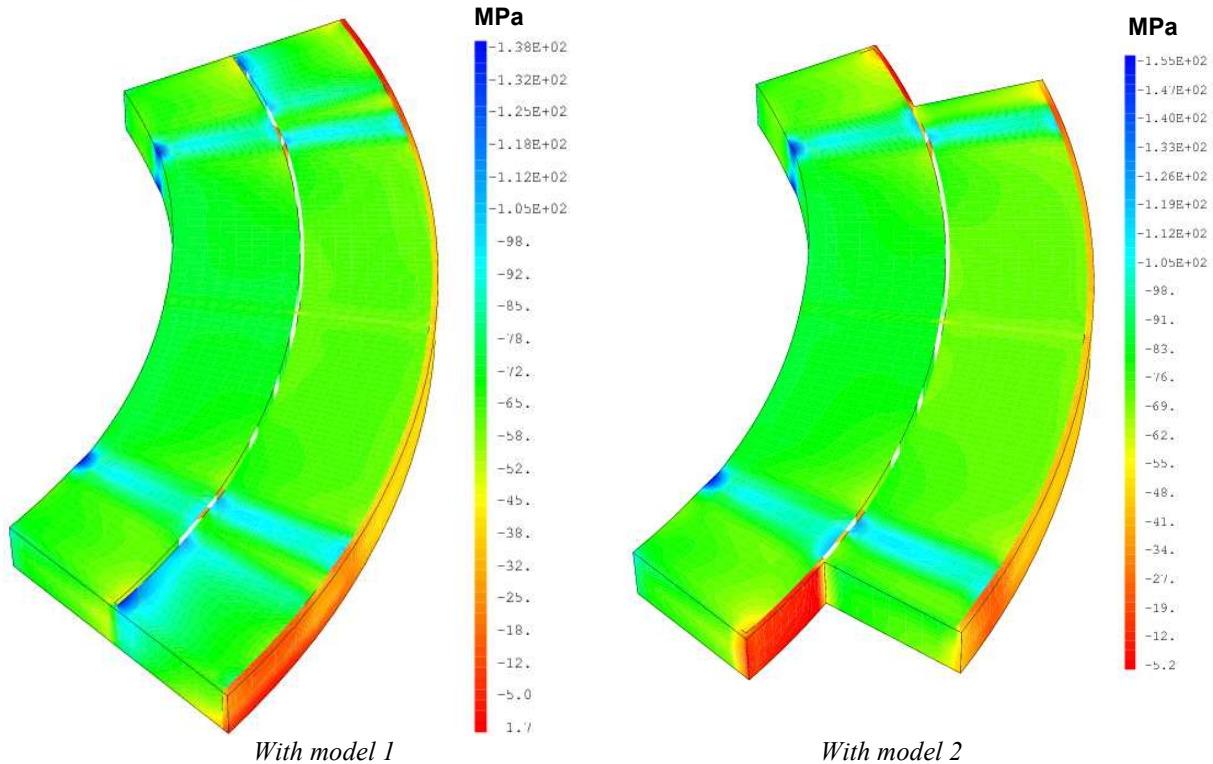 MPa
-1.38E+02
-1.32E+02
-1.25E+02
-1.18E+02
-1.12E+02
-1.05E+02
-98.
-92.
-85.
-78.
-72.
-65.
-58.
-52.
-45.
-38.
-32.
-25.
-18.
-12.
-5.0
1.7
With model 1
MPa
-1.55E+02
-1.47E+02
-1.40E+02
-1.33E+02
-1.26E+02
-1.19E+02
-1.12E+02
-1.05E+02
-98.
-91.
-83.
-76.
-69.
-62.
-55.
-48.
-41.
-34.
-27.
-19.
-12.
-5.2
With model 2